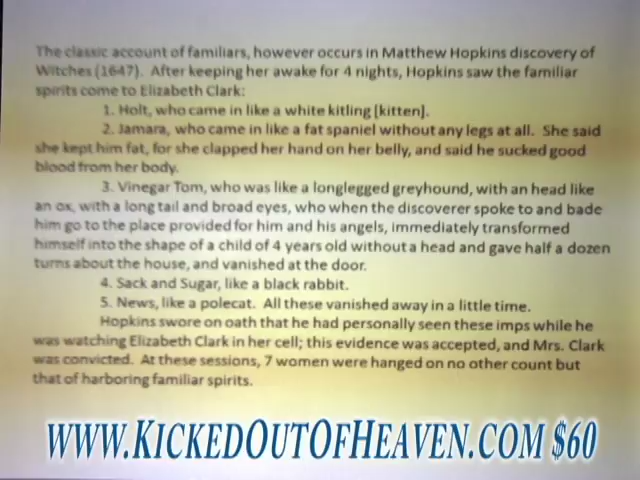 The classic account of familiars, however occurs in Matthew Hopkins discovery of
Witches (1647). After keeping her awake for 4 nights, Hopkins saw the familiar
spirits come to Elizabeth Clark:
1. Holt, who came in like a white kitling [kitten].
2. Jamara, who came in like a fat spaniel without any legs at all. She said
she kept him fat, for she clapped her hand on her belly, and said he sucked good
blood from her body.
3. Vinegar Tom, who was like a longlegged greyhound, with an head like
an ox, with a long tail and broad eyes, who when the discoverer spoke to and bade
him go to the place provided for him and his angels, immediately transformed
himself into the shape of a child of 4 years old without a head and gave half a dozen
turns about the house, and vanished at the door.
4. Sack and Sugar, like a black rabbit.
5. News, like a polecat. All these vanished away in a little time.
Hopkins swore on oath that he had personally seen these imps while he
was watching Elizabeth Clark in her cell; this evidence was accepted, and Mrs. Clark
was convicted. At these sessions, 7 women were hanged on no other count but
that of harboring familiar spirits.
WWW.KICKEDOUTOFHEAVEN.COM $60